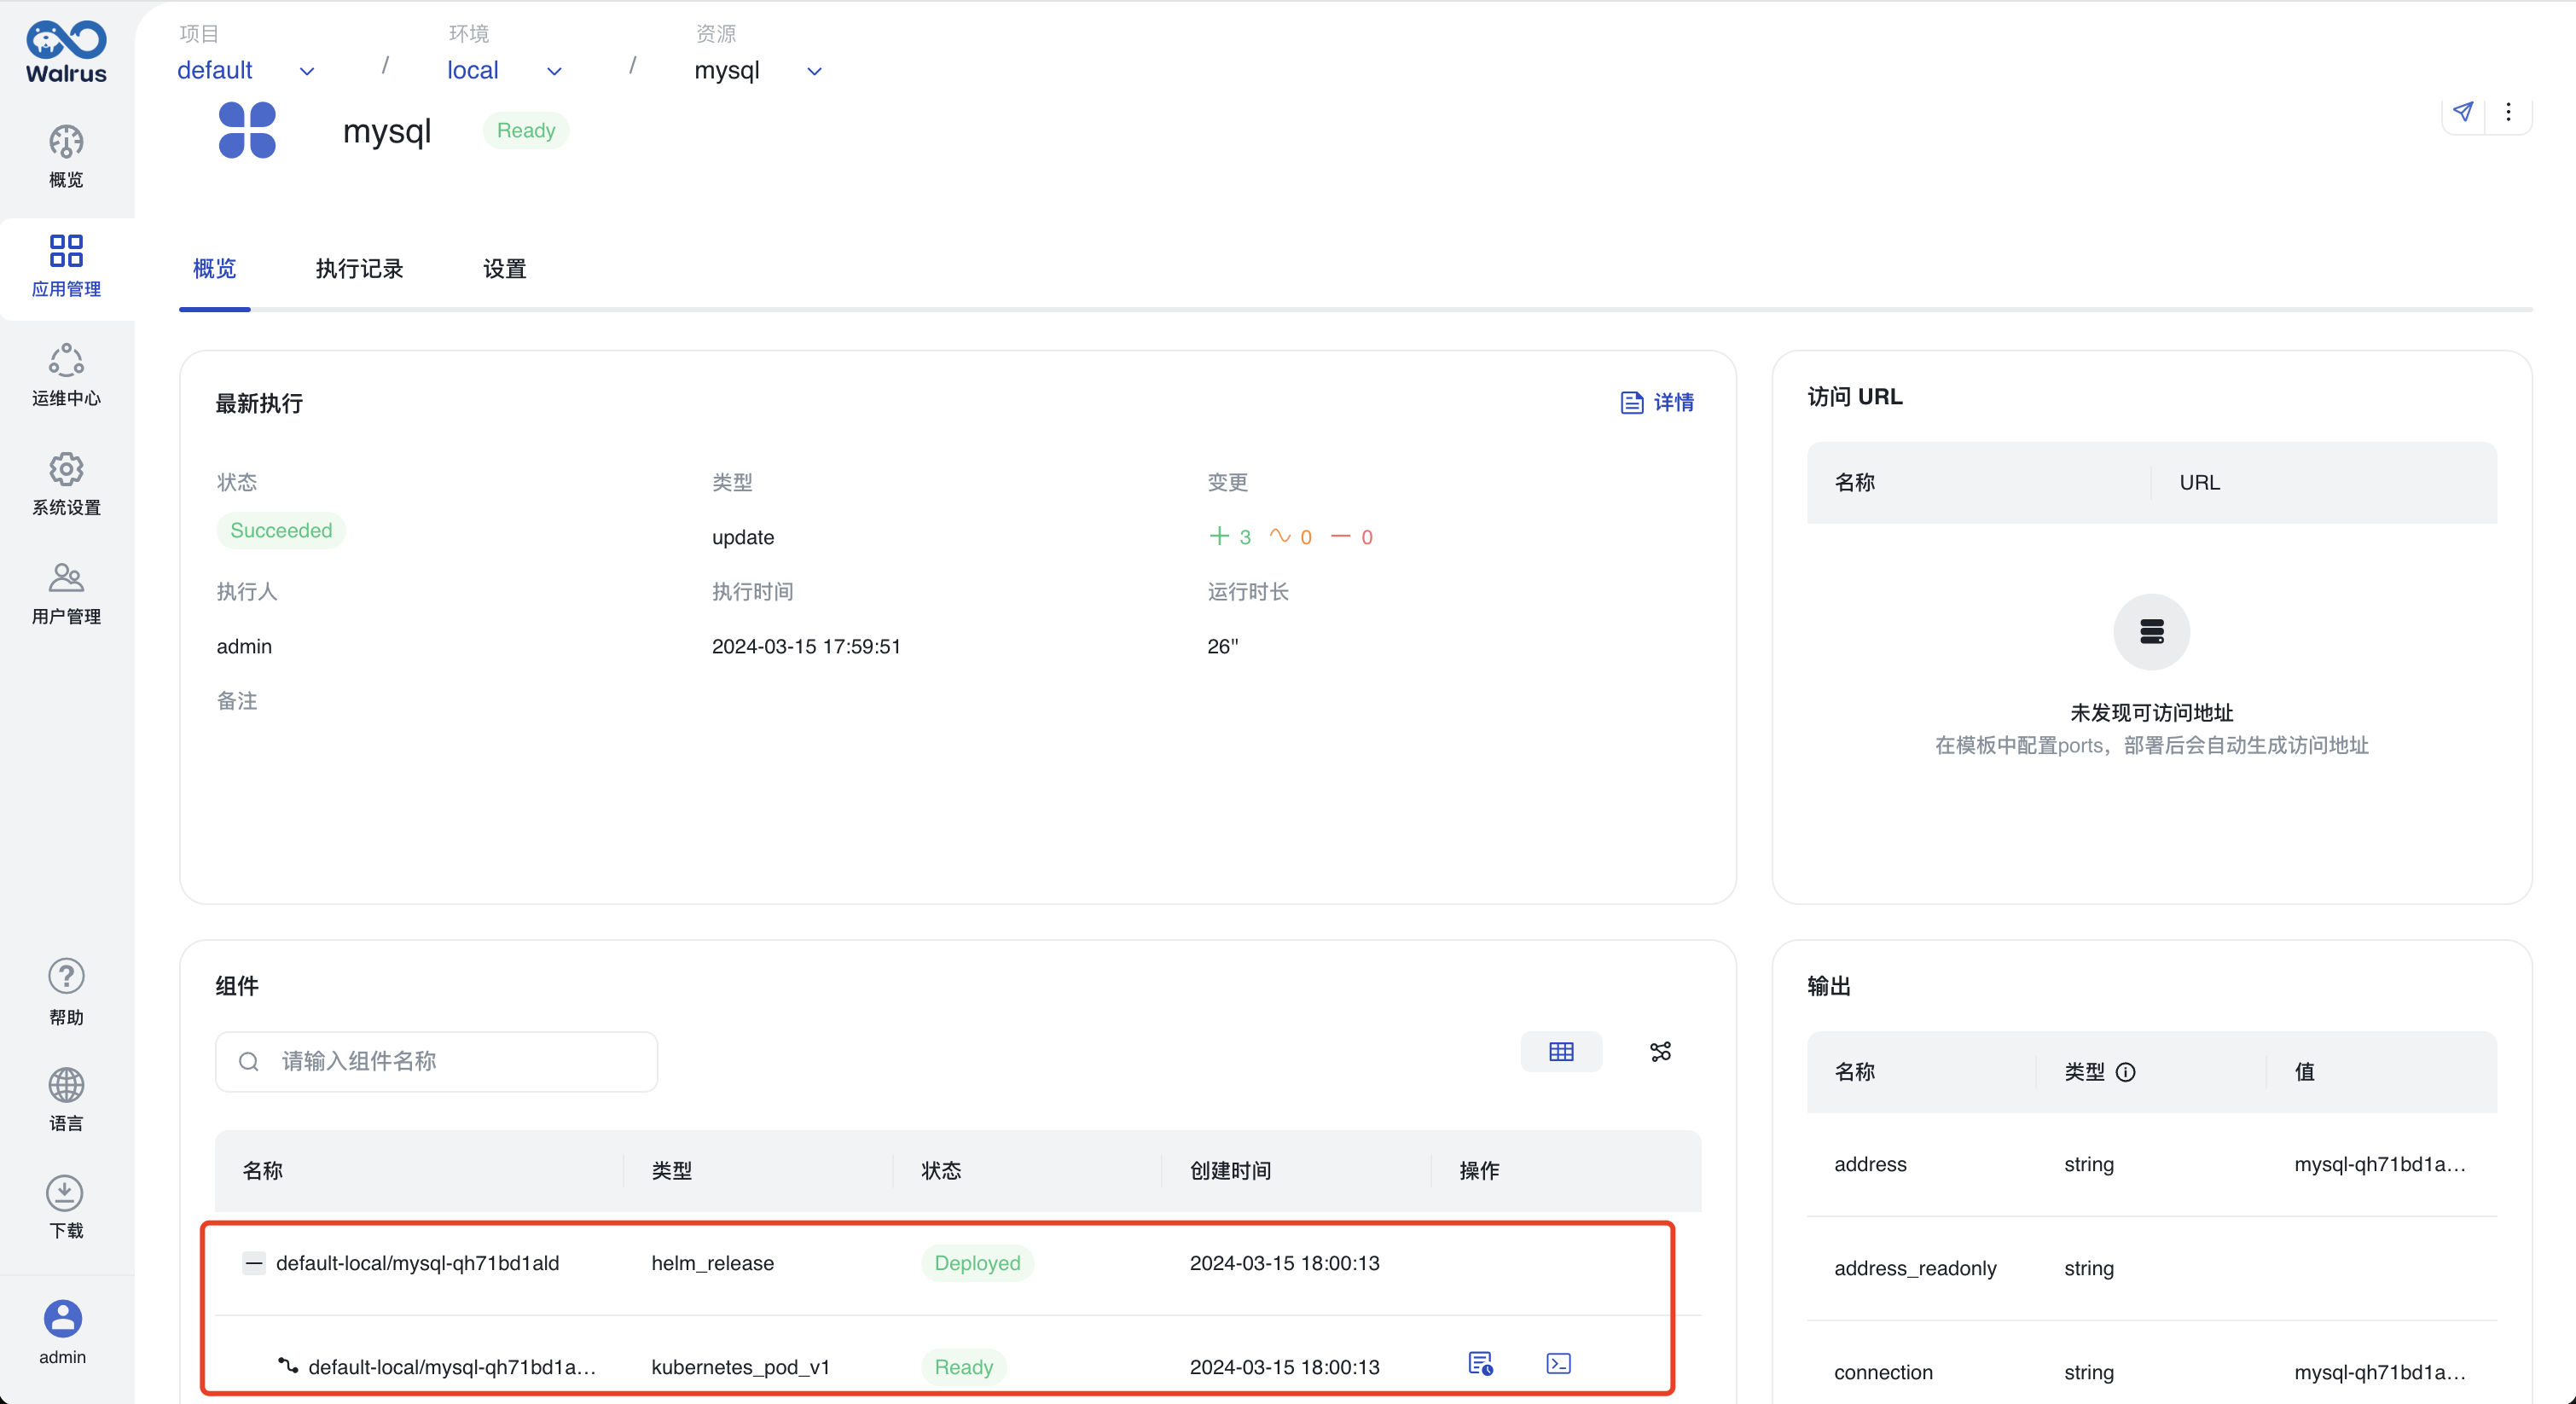 Walrus
项目
环境
资源
default
/
local
/
mysql
mysql
Ready
概览
应用管理
运维中心
系统设置
用户管理
帮助
语言
下载
admin
概览
执行记录
设置
最新执行
详情
状态
类型
变更
Succeeded
update
3
0
0
执行人
执行时间
运行时长
admin
2024-03-15 17:59:51
26"
备注
访问 URL
名称
URL
未发现可访问地址
在模板中配置ports，部署后会自动生成访问地址
组件
请输入组件名称
名称
类型
状态
创建时间
操作
default-local/mysql-qh71bd1ald
helm_release
Deployed
2024-03-15 18:00:13
default-local/mysql-qh71bd1a...
kubernetes_pod_v1
Ready
2024-03-15 18:00:13
输出
名称
类型
值
address
string
mysql-qh71bd1a...
address_readonly
string
connection
string
mysql-qh71bd1a...